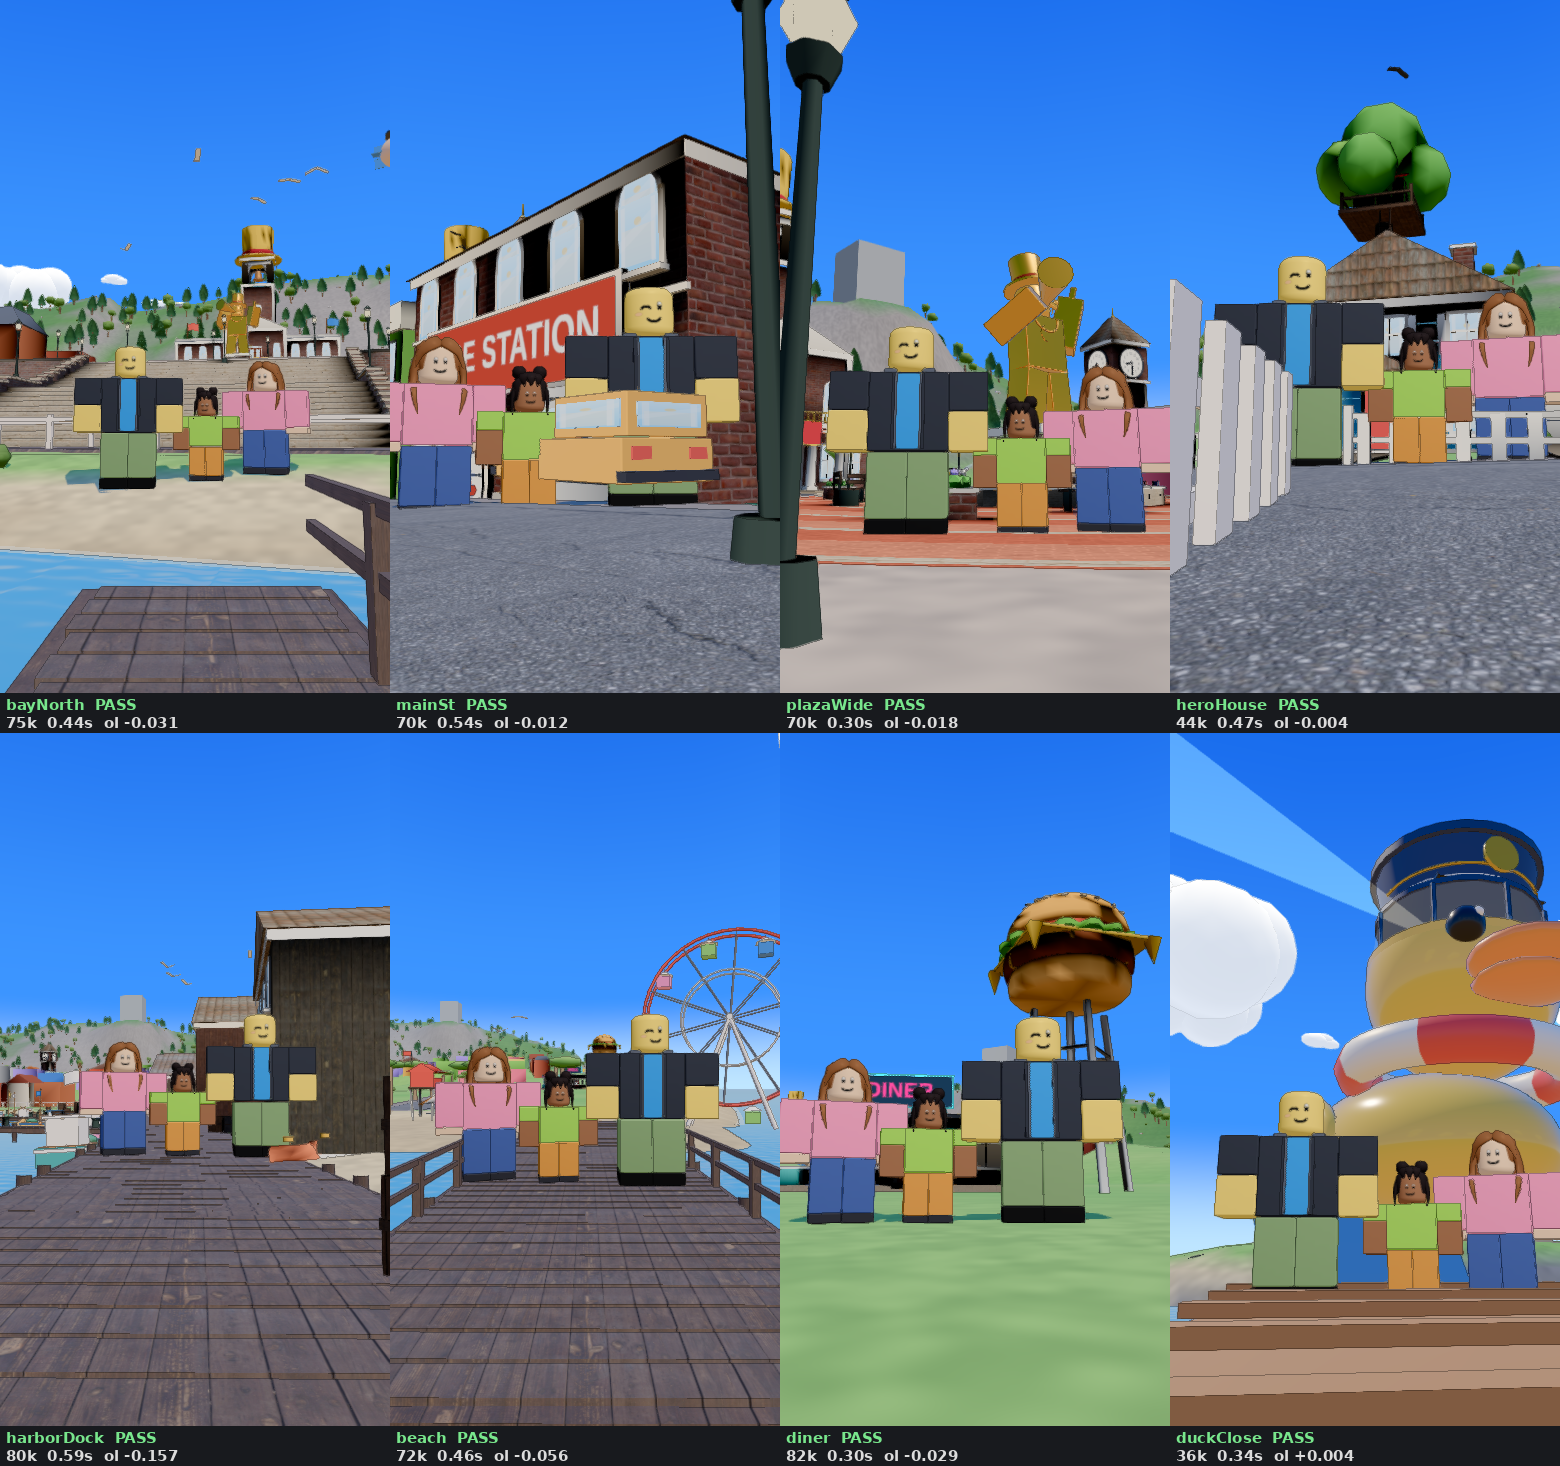 E STATION
bayNorth PASS
75k 0.44s ol -0.031
mainSt PASS
70k 0.54s ol -0.012
plazaWide PASS
70k 0.30s ol -0.018
heroHouse PASS
44k 0.47s ol -0.004
DINER
harborDock PASS
80k 0.59s ol -0.157
beach PASS
72k 0.46s ol -0.056
diner PASS
82k 0.30s ol -0.029
duckClose PASS
36k 0.34s ol +0.004